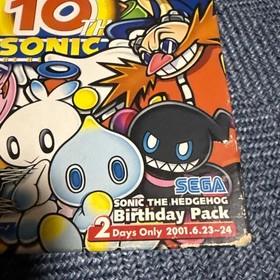 10TH
SONIC
SEGA
SONIC THE HEDGEHOG
Birthday Pack
2 Days Only 2001.6.23~24